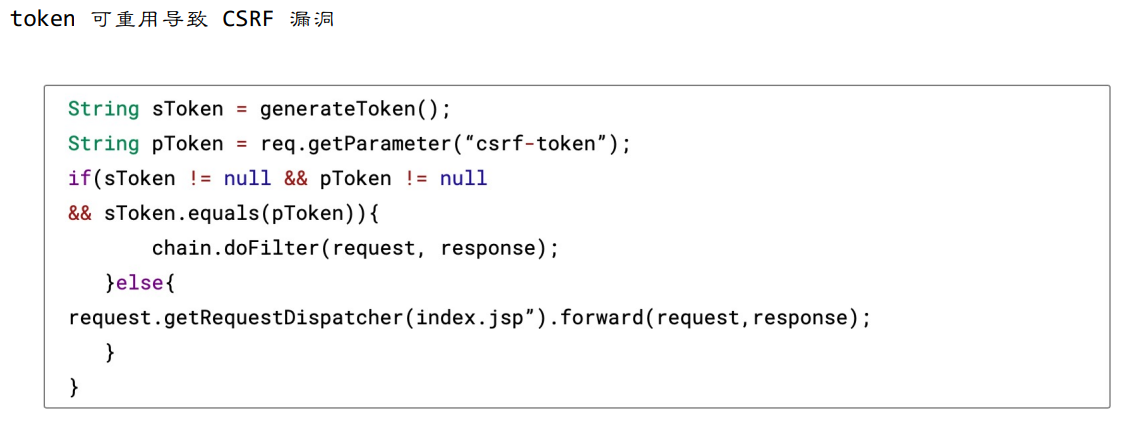 token 可重用导致 CSRF 漏洞
String sToken = generateToken();
String pToken = req.getParameter(“csrf-token”);
if(sToken != null && pToken != null
&& sToken.equals(pToken)){
chain.doFilter(request, response);
}else{
request.getRequestDispatcher(index.jsp”).forward(request,response);
}
}